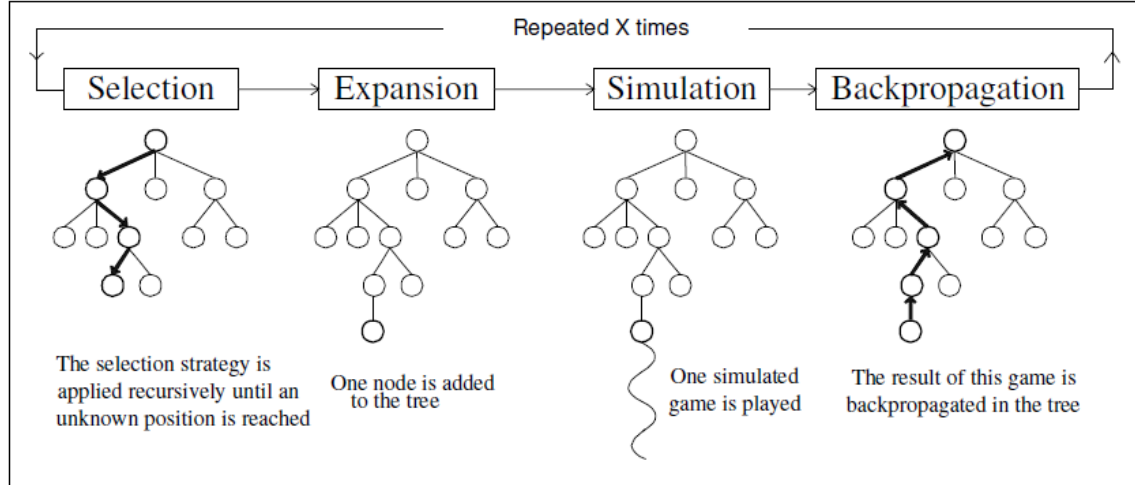 Repeated X times
Selection
Expansion
Simulation
Backpropagation
The selection strategy is
applied recursively until an
unknown position is reached
One node is added
to the tree
One simulated
game is played
The result of this game is
backpropagated in the tree